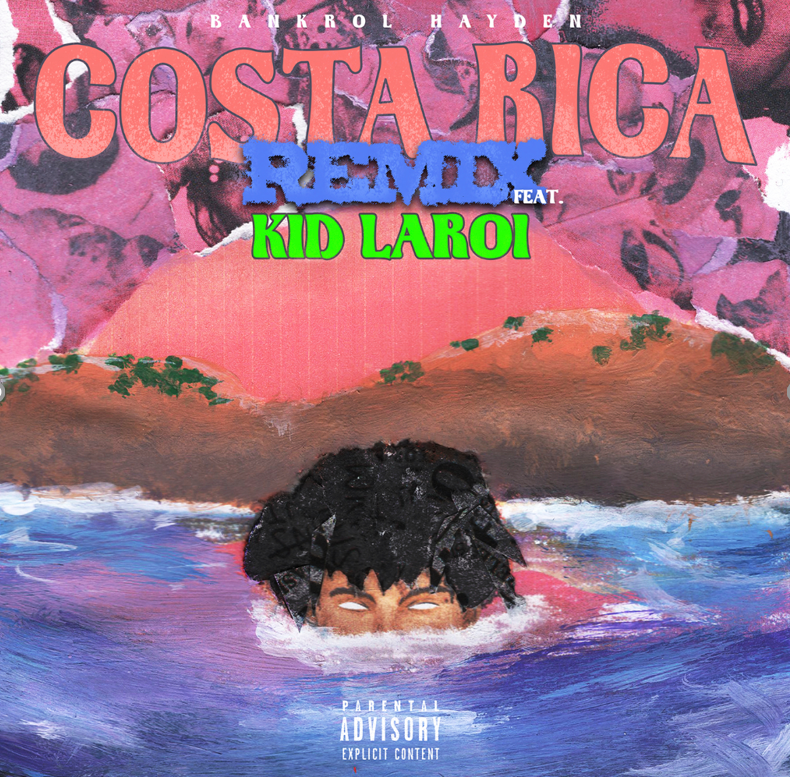 BANKROL HAYDEN
COSTA RICA
REMIX
FEAT.
KID LAROI
PARENTAL
ADVISORY
EXPLICIT CONTENT